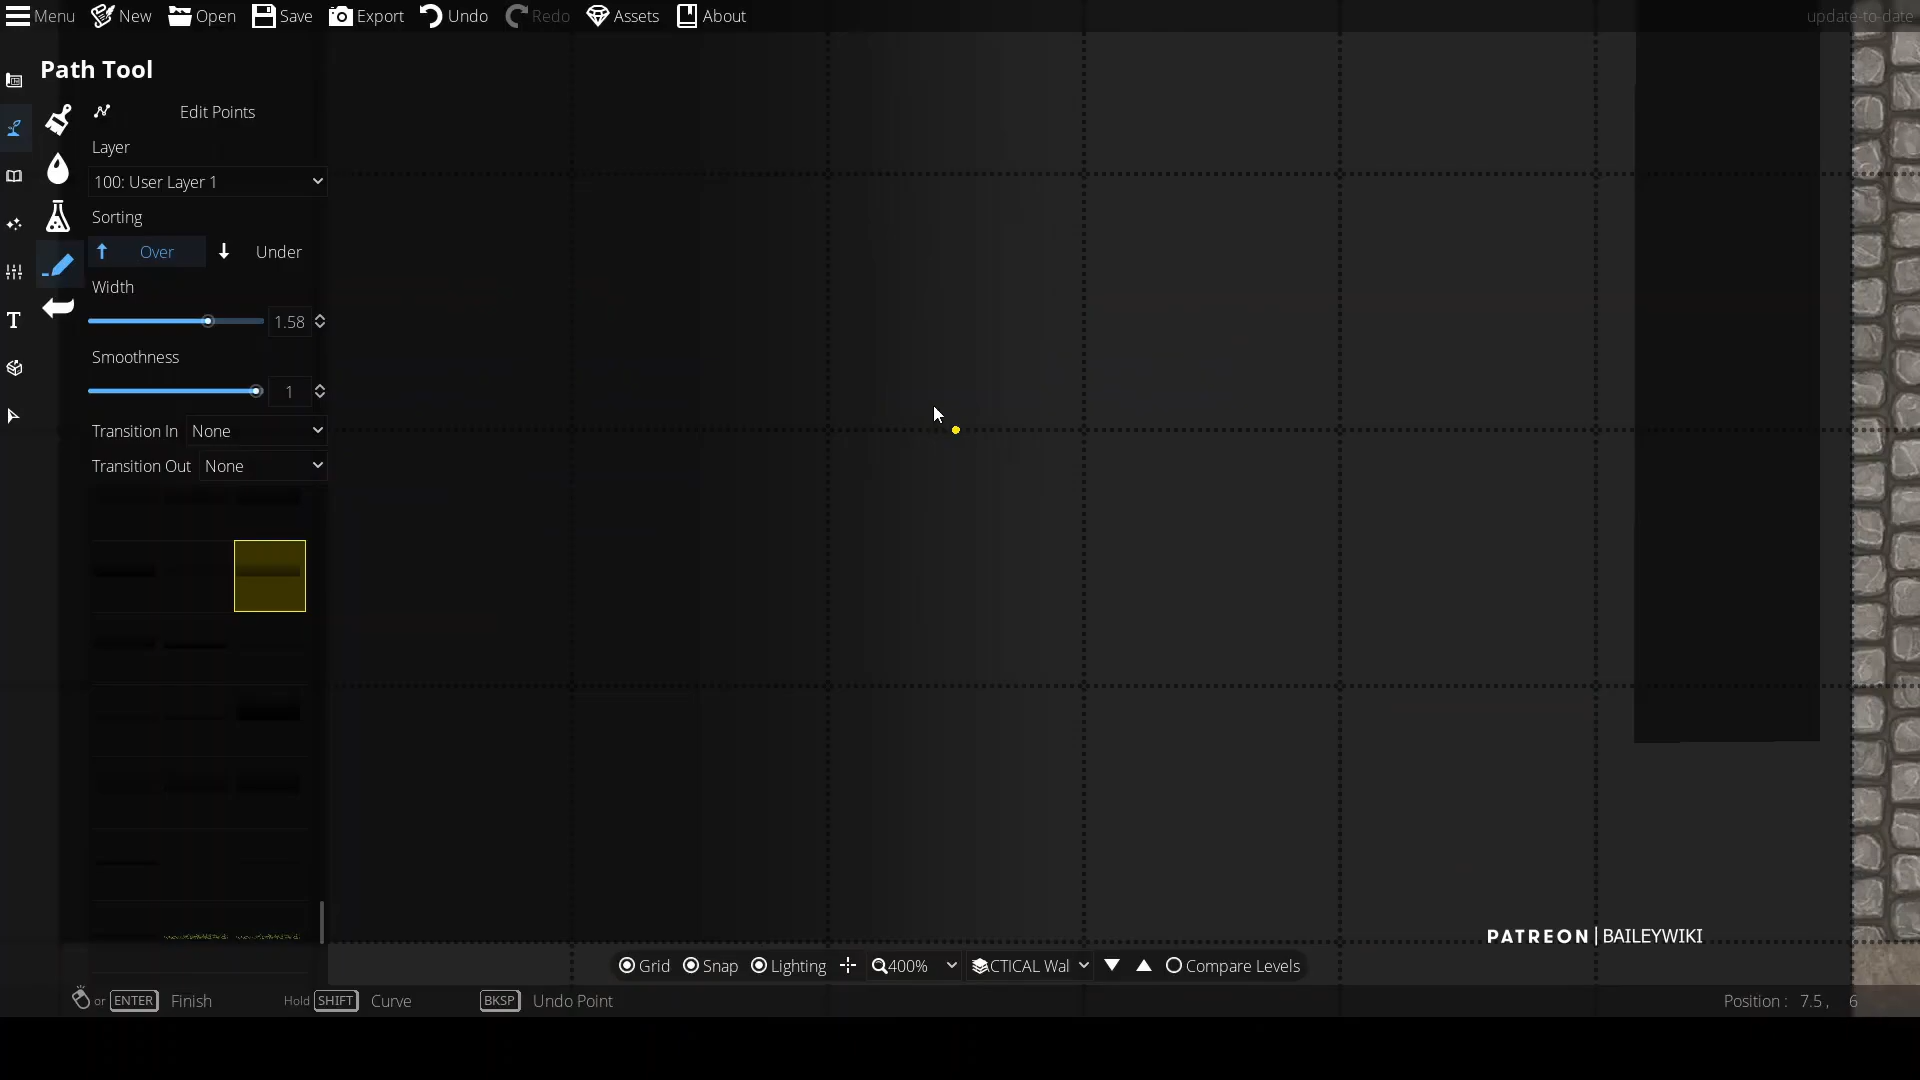 Menu New Open Save Export Undo Redo Assets About update-to-date
Path Tool
Edit Points
Layer
100: User Layer 1
Sorting
Over Under
Width
1.58
Smoothness
1
Transition In None
Transition Out None
PATREON | BAILEYWIKI
Grid Snap Lighting 400% ACTICAL Wal Compare Levels
or ENTER Finish Hold SHIFT Curve BKSP Undo Point Position : 7.5 , 6